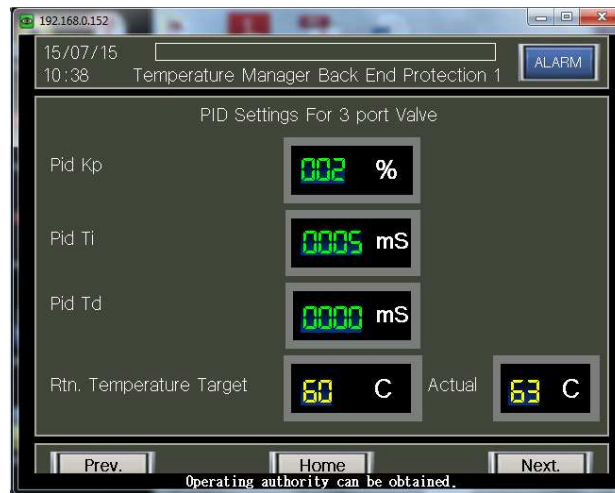 192.168.0.152
15/07/15
10:38 Temperature Manager Back End Protection 1 ALARM
PID Settings For 3 port Valve
Pid Kp 002 %
Pid Ti 0005 mS
Pid Td 0000 mS
Rtn. Temperature Target 60 C Actual 63 C
Prev. Home Next.
Operating authority can be obtained.